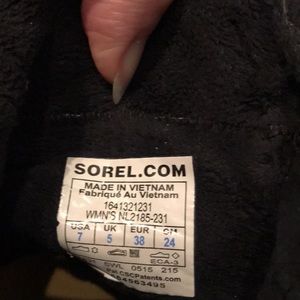 SOREL.COM
MADE IN VIETNAM
Fabriqué Au Vietnam
1641321231
WMN'S NL2185-231
USA UK EUR CM
7 5 38 24
ECA-3
0515 215